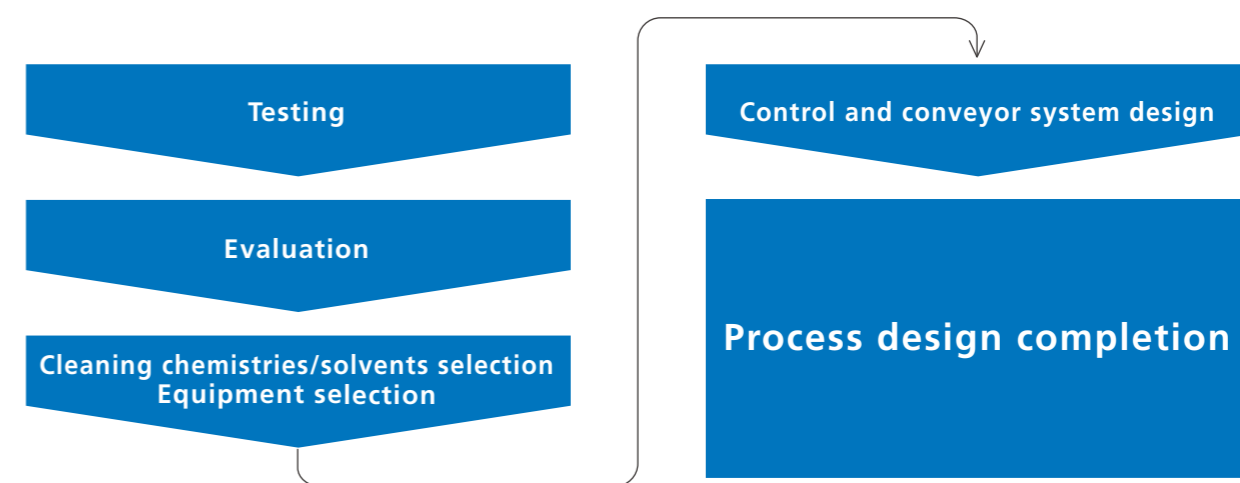 Testing
Evaluation
Cleaning chemistries/solvents selection
Equipment selection
Control and conveyor system design
Process design completion